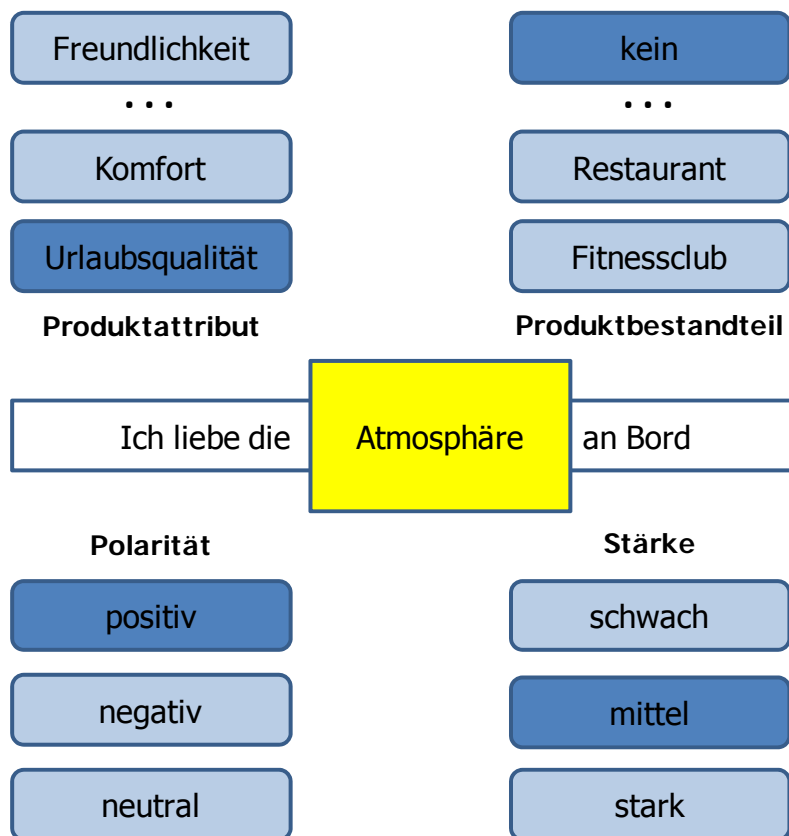 Freundlichkeit
kein
...
...
Komfort
Restaurant
Urlaubsqualität
Fitnessclub
Produktattribut
Produktbestandteil
Ich liebe die Atmosphäre an Bord
Polarität
Stärke
positiv
schwach
negativ
mittel
neutral
stark